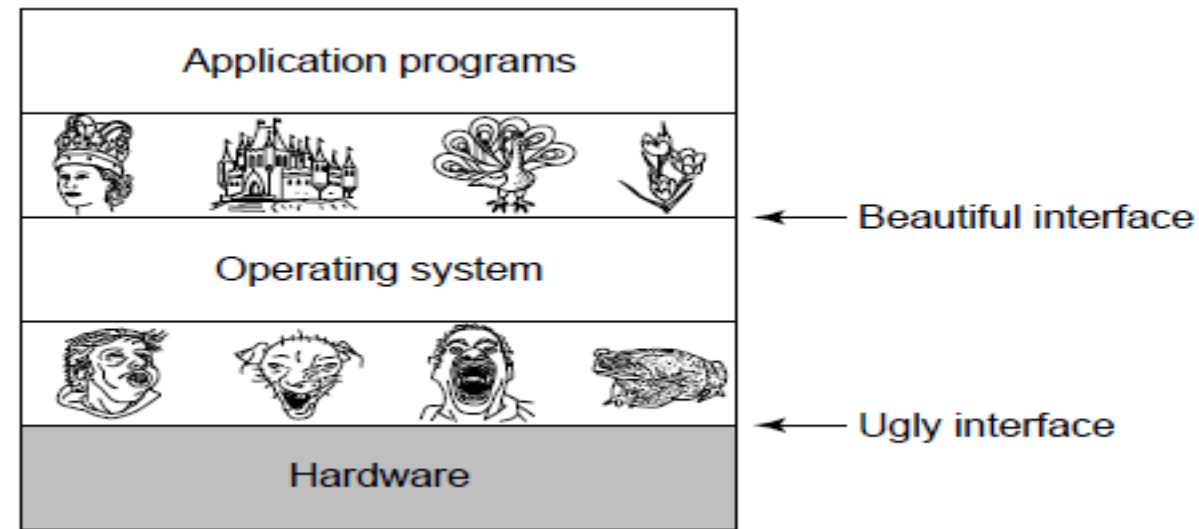 Application programs
Beautiful interface
Operating system
Ugly interface
Hardware